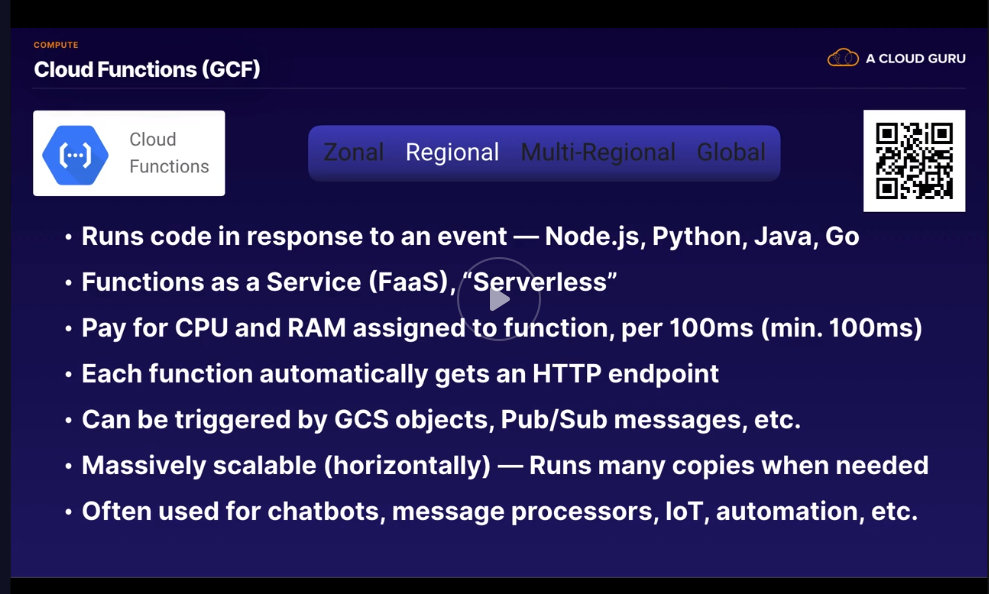 COMPUTE
Cloud Functions (GCF)
A CLOUD GURU
Cloud
Functions
Zonal Regional Multi-Regional Global
• Runs code in response to an event — Node.js, Python, Java, Go
• Functions as a Service (FaaS), “Serverless”
• Pay for CPU and RAM assigned to function, per 100ms (min. 100ms)
• Each function automatically gets an HTTP endpoint
• Can be triggered by GCS objects, Pub/Sub messages, etc.
• Massively scalable (horizontally) — Runs many copies when needed
• Often used for chatbots, message processors, IoT, automation, etc.